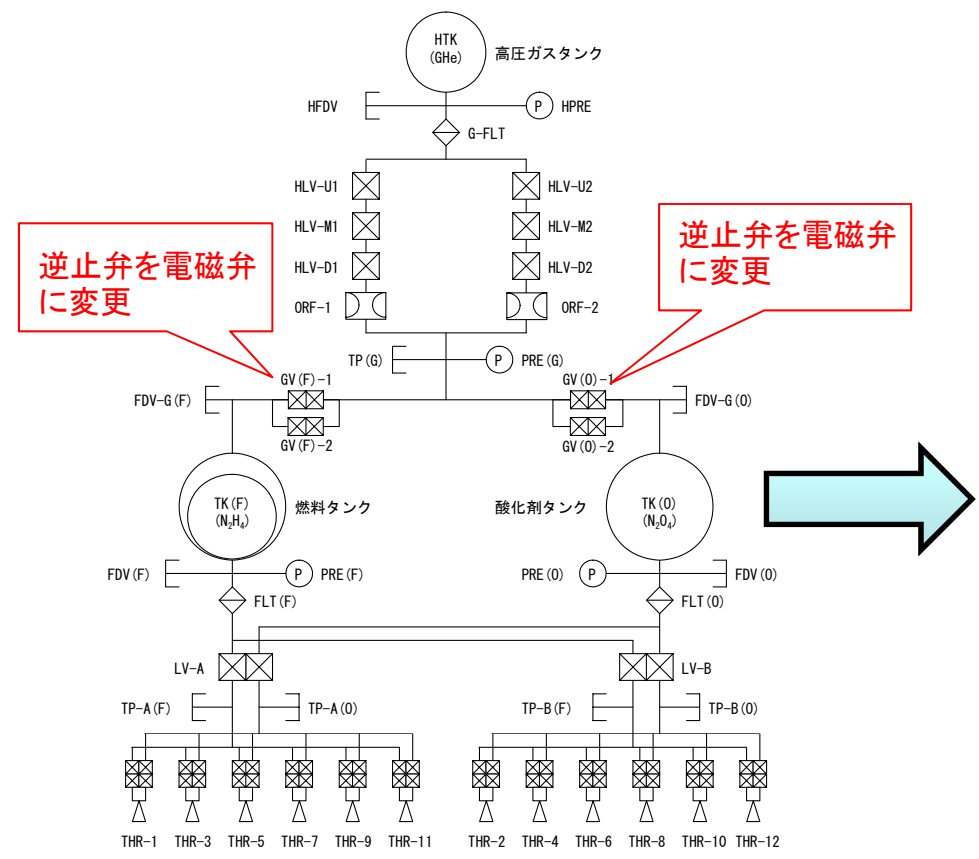 HTK
(GHe)
高圧ガスタンク
HFDV
P
HPRE
G-FLT
HLV-U1
HLV-U2
HLV-M1
HLV-M2
HLV-D1
HLV-D2
ORF-1
ORF-2
逆止弁を電磁弁
に変更
逆止弁を電磁弁
に変更
TP(G)
P
PRE(G)
GV(F)-1
GV(O)-1
FDV-G(F)
FDV-G(O)
GV(F)-2
GV(O)-2
TK(F)
(N₂H₄)
燃料タンク
酸化剤タンク
TK(O)
(N₂O₄)
FDV(F)
P
PRE(F)
PRE(O)
P
FDV(O)
FLT(F)
FLT(O)
LV-A
LV-B
TP-A(F)
TP-A(O)
TP-B(F)
TP-B(O)
THR-1
THR-3
THR-5
THR-7
THR-9
THR-11
THR-2
THR-4
THR-6
THR-8
THR-10
THR-12